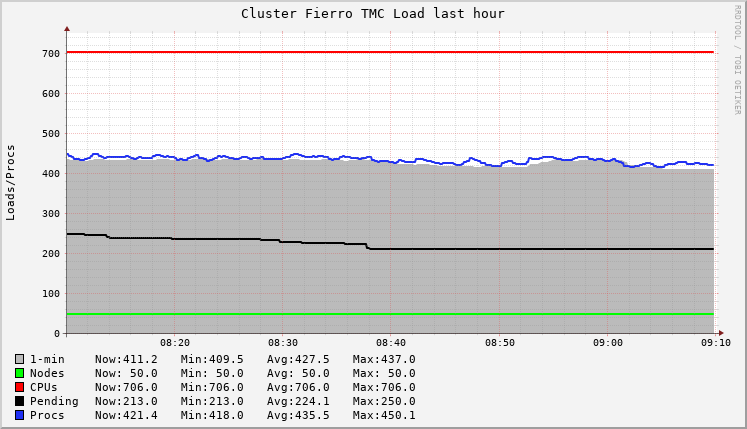 Cluster Fierro TMC Load last hour
RRDTOOL / TOBI OETIKER
Loads/Procs
700
600
500
400
300
200
100
0
08:20 08:30 08:40 08:50 09:00 09:10
1-min Now:411.2 Min:409.5 Avg:427.5 Max:437.0
Nodes Now: 50.0 Min: 50.0 Avg: 50.0 Max: 50.0
CPUs Now:706.0 Min:706.0 Avg:706.0 Max:706.0
Pending Now:213.0 Min:213.0 Avg:224.1 Max:250.0
Procs Now:421.4 Min:418.0 Avg:435.5 Max:450.1